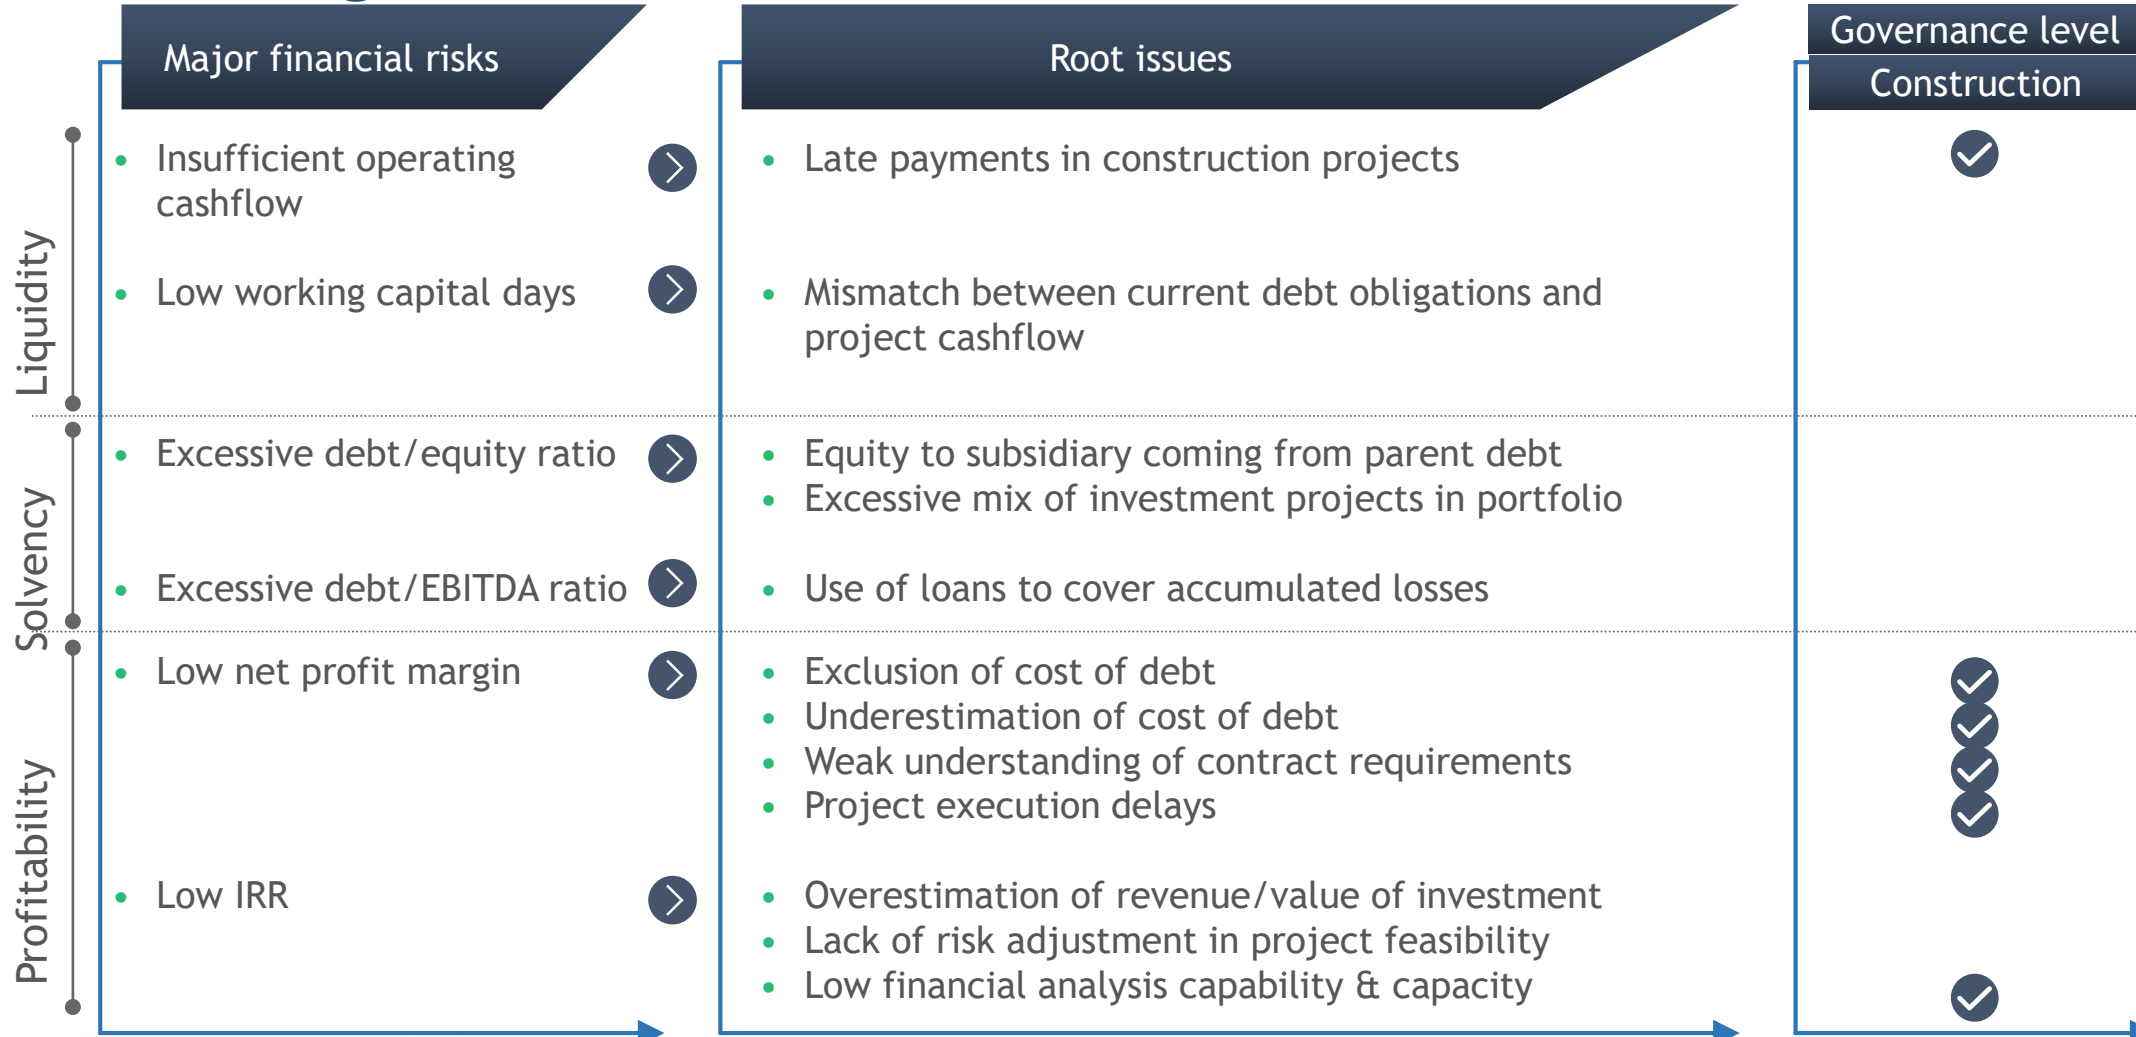 Major financial risks
Root issues
Governance level
Construction
Liquidity
• Insufficient operating
cashflow
• Late payments in construction projects
• Low working capital days
• Mismatch between current debt obligations and
project cashflow
Solvency
• Excessive debt/equity ratio
• Equity to subsidiary coming from parent debt
• Excessive mix of investment projects in portfolio
• Excessive debt/EBITDA ratio
• Use of loans to cover accumulated losses
Profitability
• Low net profit margin
• Exclusion of cost of debt
• Underestimation of cost of debt
• Weak understanding of contract requirements
• Project execution delays
• Low IRR
• Overestimation of revenue/value of investment
• Lack of risk adjustment in project feasibility
• Low financial analysis capability & capacity